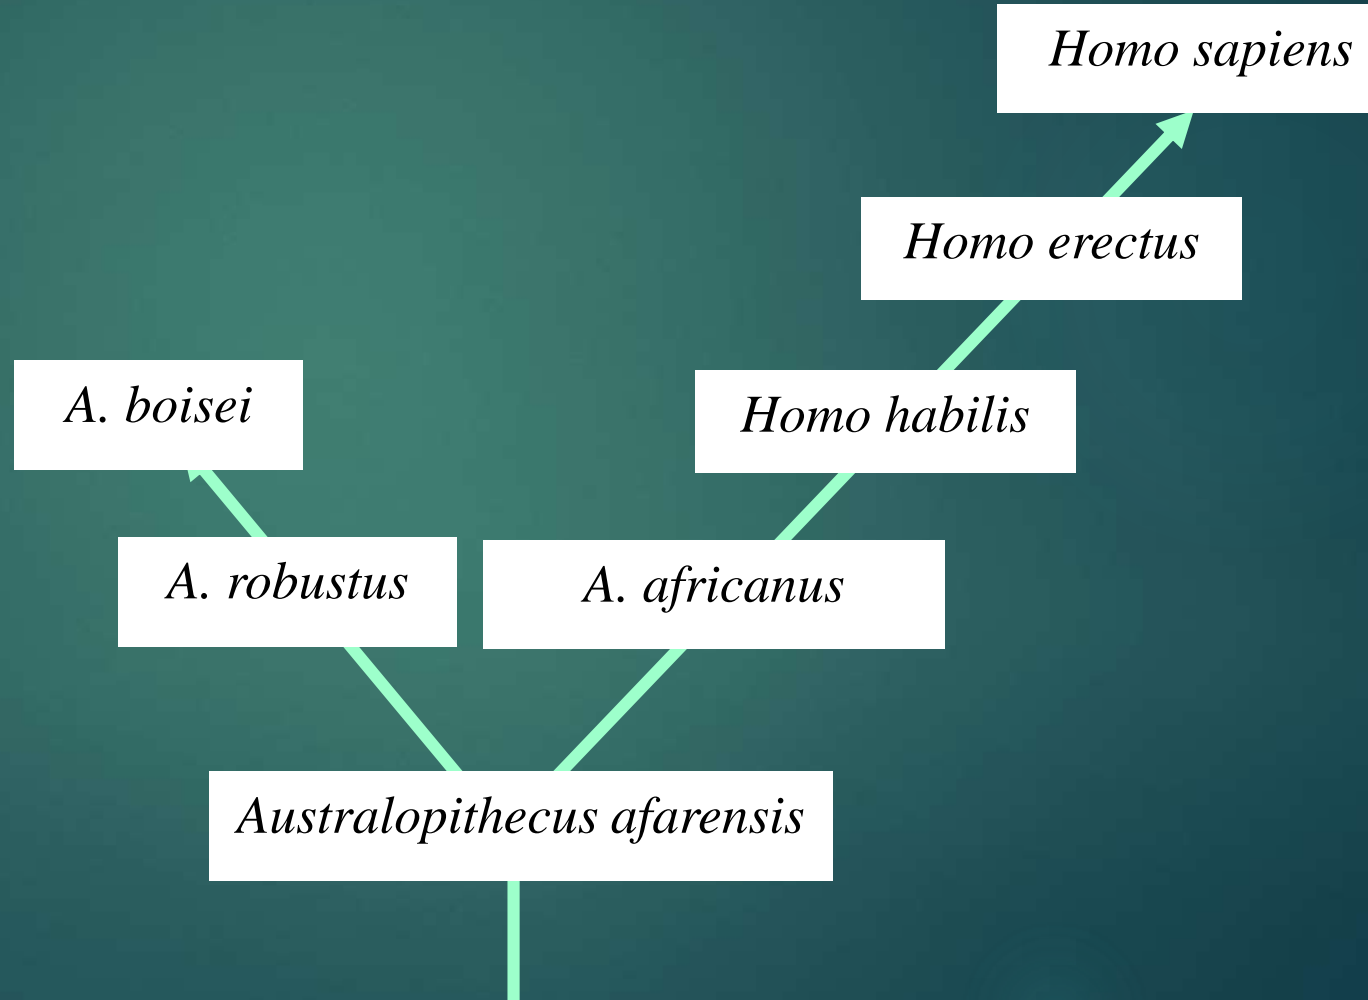 Homo sapiens
Homo erectus
A. boisei
Homo habilis
A. robustus
A. africanus
Australopithecus afarensis